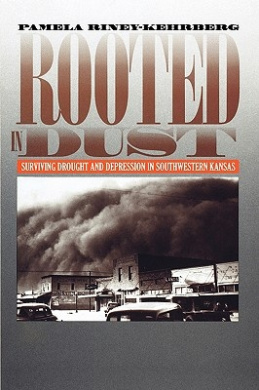 PAMELA RINEY-KEHRBERG
ROOTED
IN DUST
SURVIVING DROUGHT AND DEPRESSION IN SOUTHWESTERN KANSAS